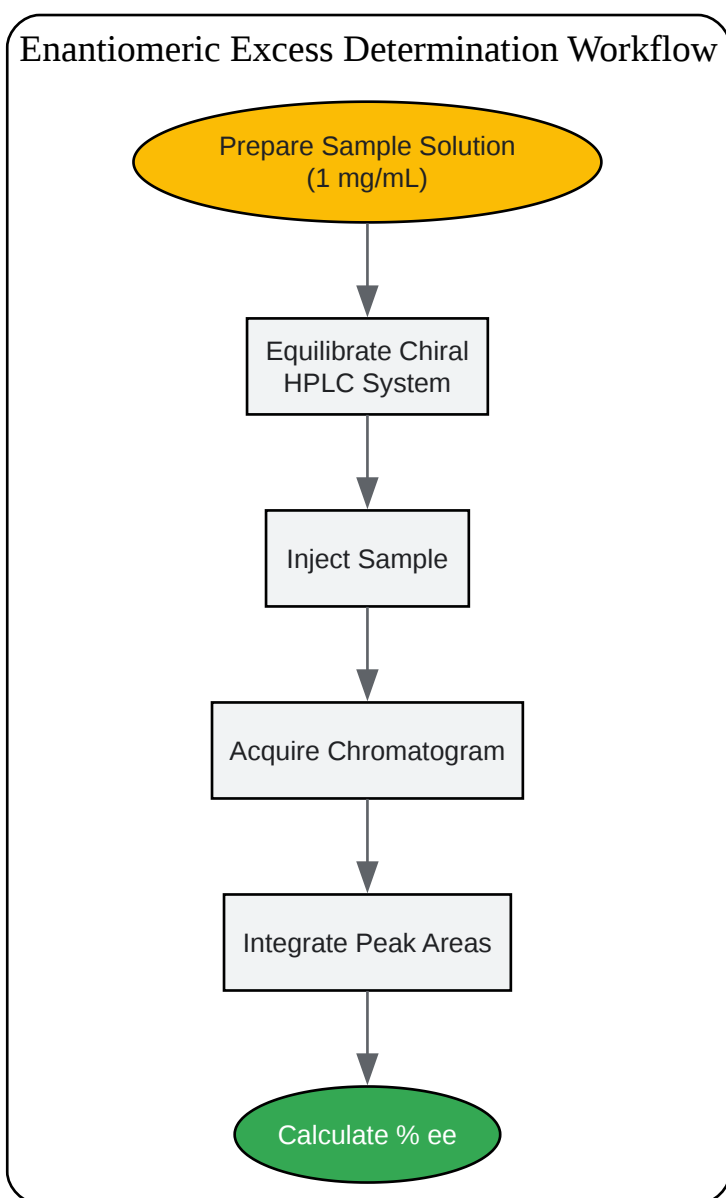 Enantiomeric Excess Determination Workflow
Prepare Sample Solution
(1 mg/mL)
Equilibrate Chiral
HPLC System
Inject Sample
Acquire Chromatogram
Integrate Peak Areas
Calculate % ee